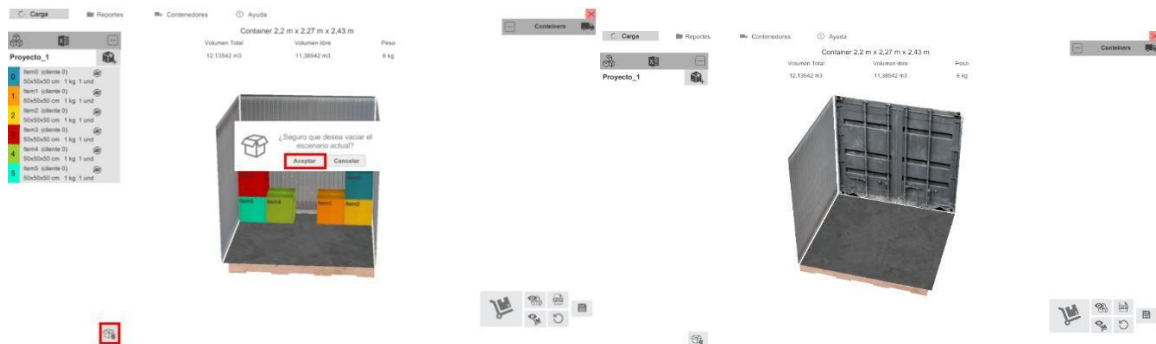 Carga Reportes Contenedores Ayuda
Containers
Container 2,2 m x 2,27 m x 2,43 m
Volumen Total Volumen libre Peso
12,13542 m3 11,38542 m3 6 kg
Proyecto_1
0 Item0 (cliente 0)
50x50x50 cm 1 kg 1 und
1 Item1 (cliente 0)
50x50x50 cm 1 kg 1 und
2 Item2 (cliente 0)
50x50x50 cm 1 kg 1 und
Item3 (cliente 0)
50x50x50 cm 1 kg 1 und
4 Item4 (cliente 0)
50x50x50 cm 1 kg 1 und
5 Item5 (cliente 0)
50x50x50 cm 1 kg 1 und
¿Seguro que desea vaciar el
escenario actual?
Aceptar Cancelar
Item5 Item4 Item1 Item2
Carga Reportes Contenedores Ayuda
Containers
Container 2,2 m x 2,27 m x 2,43 m
Volumen Total Volumen libre Peso
12,13542 m3 11,38542 m3 6 kg
Proyecto_1